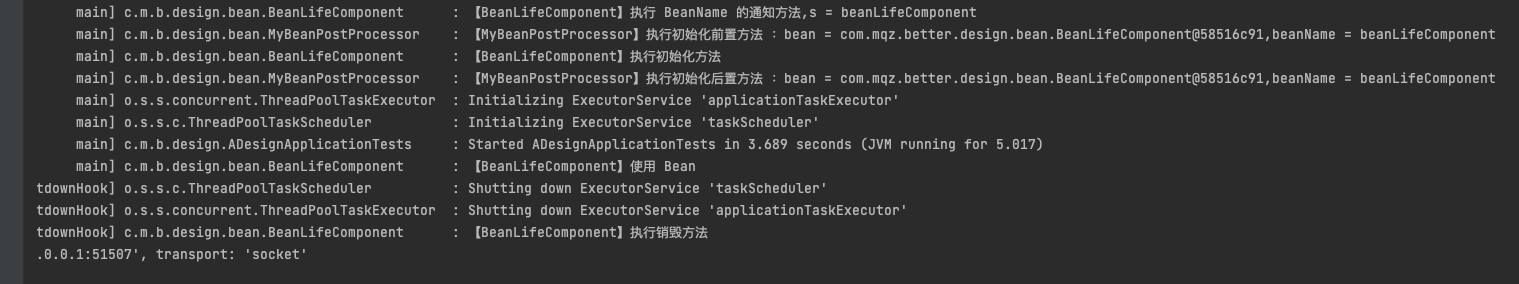 main] c.m.b.design.bean.BeanLifeComponent : 【BeanLifeComponent】执行 BeanName 的通知方法,s = beanLifeComponent
main] c.m.b.design.bean.MyBeanPostProcessor : 【MyBeanPostProcessor】执行初始化前置方法 : bean = com.mqz.better.design.bean.BeanLifeComponent@58516c91,beanName = beanLifeComponent
main] c.m.b.design.bean.BeanLifeComponent : 【BeanLifeComponent】执行初始化方法
main] c.m.b.design.bean.MyBeanPostProcessor : 【MyBeanPostProcessor】执行初始化后置方法 : bean = com.mqz.better.design.bean.BeanLifeComponent@58516c91,beanName = beanLifeComponent
main] o.s.s.concurrent.ThreadPoolTaskExecutor : Initializing ExecutorService 'applicationTaskExecutor'
main] o.s.s.c.ThreadPoolTaskScheduler : Initializing ExecutorService 'taskScheduler'
main] c.m.b.design.ADesignApplicationTests : Started ADesignApplicationTests in 3.689 seconds (JVM running for 5.017)
main] c.m.b.design.bean.BeanLifeComponent : 【BeanLifeComponent】使用 Bean
tdownHook] o.s.s.c.ThreadPoolTaskScheduler : Shutting down ExecutorService 'taskScheduler'
tdownHook] o.s.s.concurrent.ThreadPoolTaskExecutor : Shutting down ExecutorService 'applicationTaskExecutor'
tdownHook] c.m.b.design.bean.BeanLifeComponent : 【BeanLifeComponent】执行销毁方法
.0.0.1:51507', transport: 'socket'